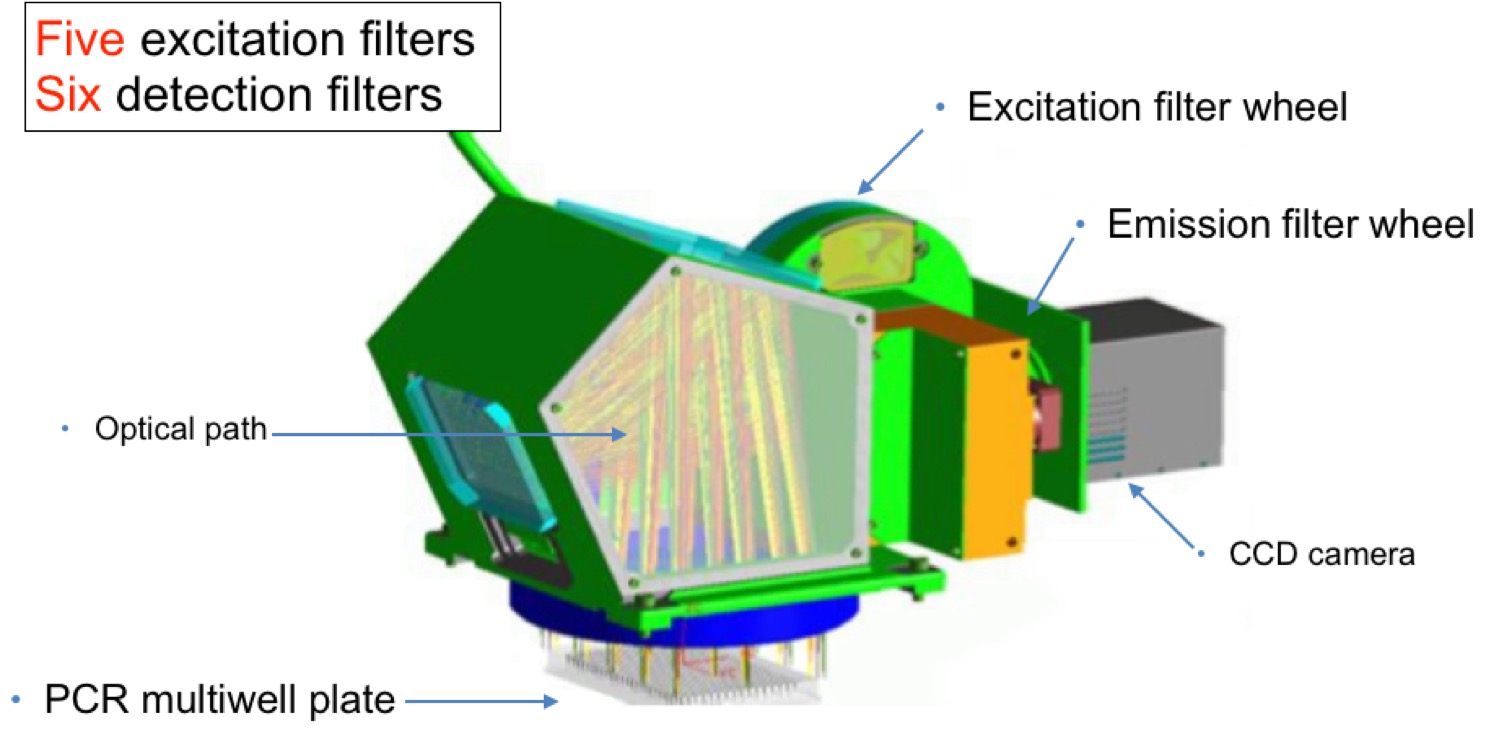 Five excitation filters
Six detection filters
• Excitation filter wheel
• Emission filter wheel
• Optical path
• CCD camera
• PCR multiwell plate